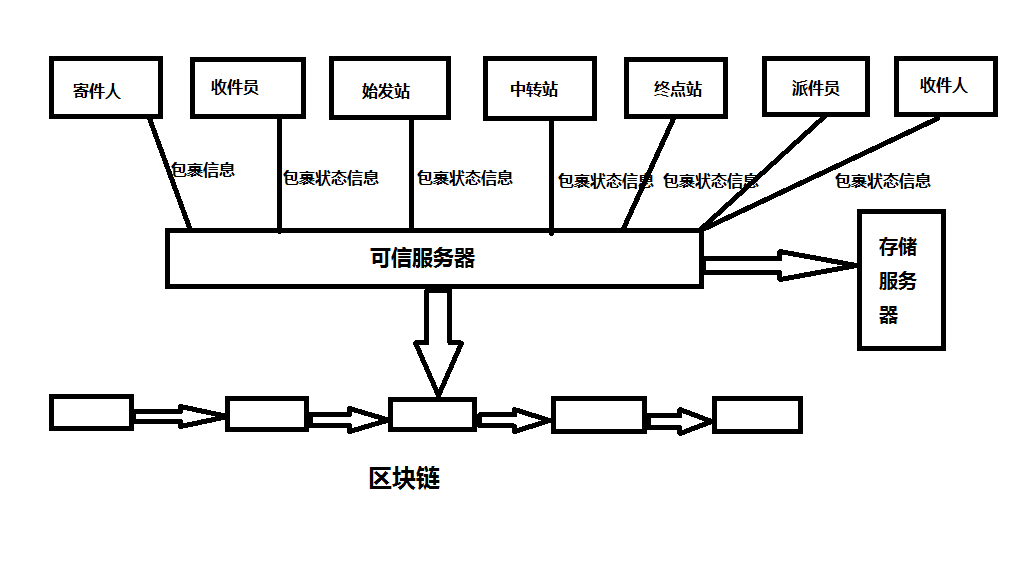 寄件人
收件员
始发站
中转站
终点站
派件员
收件人
包裹信息
包裹状态信息
包裹状态信息
包裹状态信息
包裹状态信息
包裹状态信息
可信服务器
存储
服务
器
区块链